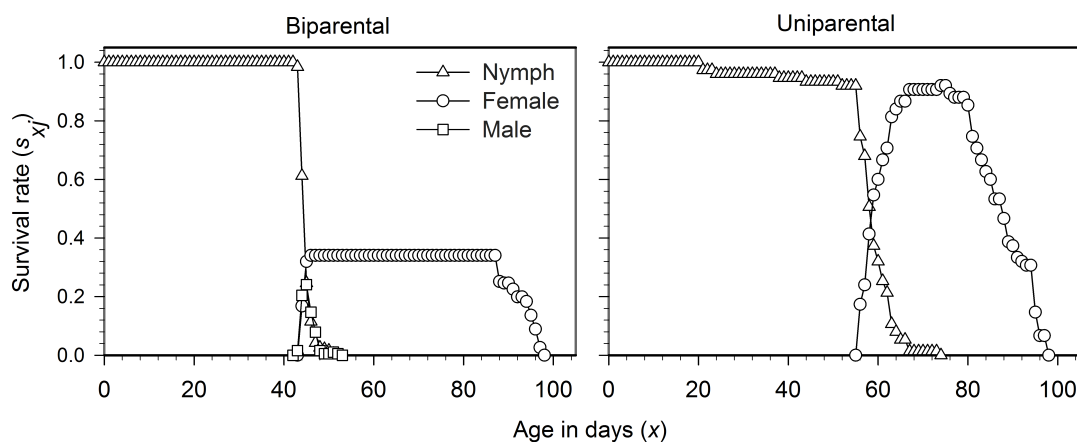 Biparental
Uniparental
Survival rate (s_xj)
1.0
0.8
0.6
0.4
0.2
0.0
Nymph
Female
Male
0 20 40 60 80 100
0 20 40 60 80 100
Age in days (x)